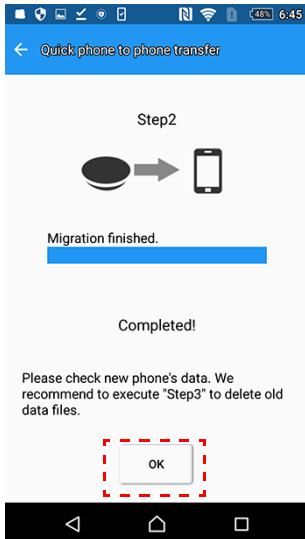 48% 6:45
Quick phone to phone transfer
Step2
Migration finished.
Completed!
Please check new phone's data. We
recommend to execute "Step3" to delete old
data files.
OK